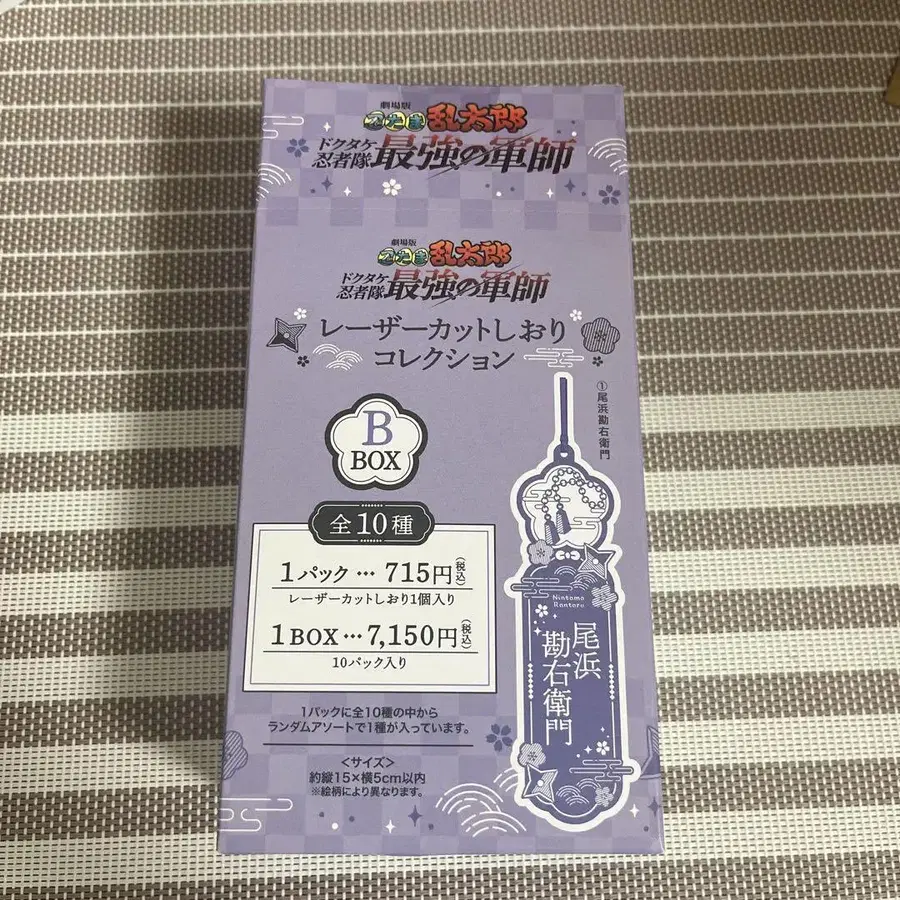 劇場版
忍たま乱太郎
ドクタケ
忍者隊
最強の軍師
劇場版
忍たま乱太郎
ドクタケ
忍者隊
最強の軍師
レーザーカットしおり
コレクション
B
BOX
全10種
1パック…715円(税込)
レーザーカットしおり1個入り
1BOX…7,150円(税込)
10パック入り
1パックに全10種の中から
ランダムアソートで1種が入っています。
<サイズ>
約縦15×横5cm以内
※絵柄により異なります。
①尾浜勘右衛門
Nintama
Rantaro
尾浜
勘右衛門